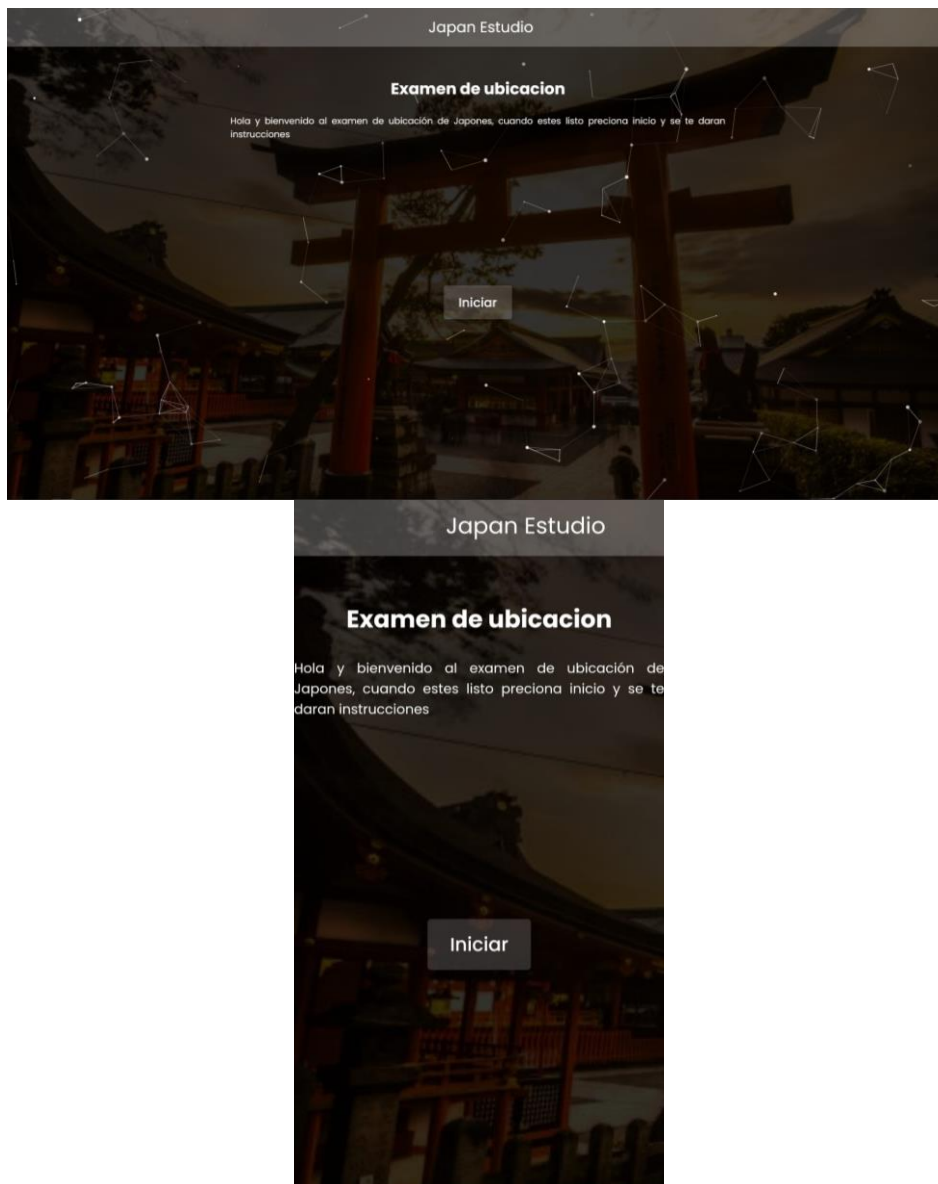 Japan Estudio
Examen de ubicacion
Hola y bienvenido al examen de ubicación de Japones, cuando estes listo preciona inicio y se te daran
instrucciones
Iniciar
Japan Estudio
Examen de ubicacion
Hola y bienvenido al examen de ubicación de
Japones, cuando estes listo preciona inicio y se te
daran instrucciones
Iniciar